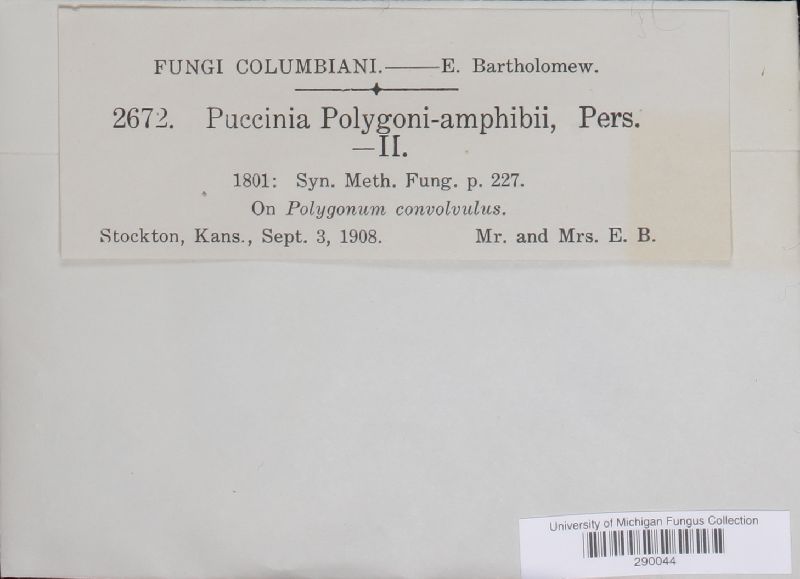 FUNGI COLUMBIANI.——E. Bartholomew.
2672. Puccinia Polygoni-amphibii, Pers.
—II.
1801: Syn. Meth. Fung. p. 227.
On Polygonum convolvulus.
Stockton, Kans., Sept. 3, 1908. Mr. and Mrs. E. B.
University of Michigan Fungus Collection
290044